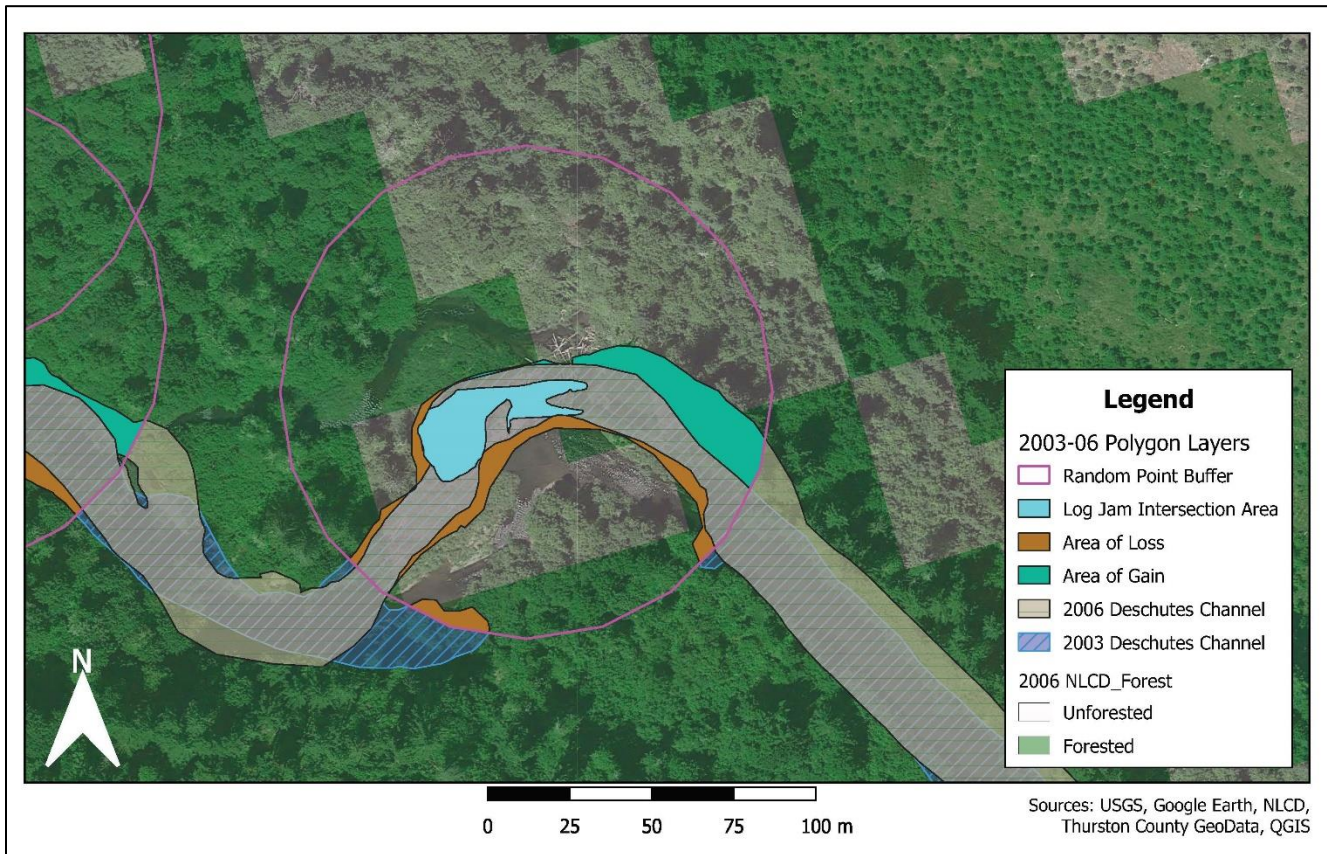 Legend
2003-06 Polygon Layers
Random Point Buffer
Log Jam Intersection Area
Area of Loss
Area of Gain
2006 Deschutes Channel
2003 Deschutes Channel
2006 NLCD_Forest
Unforested
Forested
N
0 25 50 75 100 m
Sources: USGS, Google Earth, NLCD,
Thurston County GeoData, QGIS